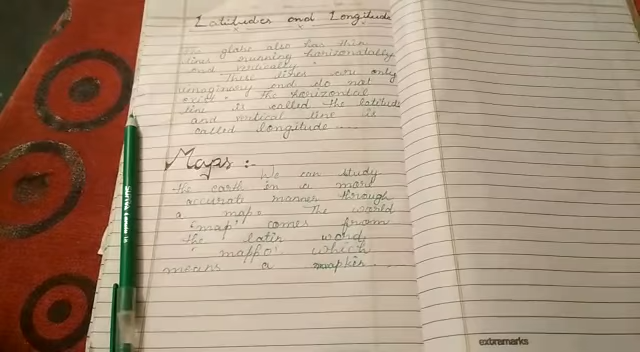 Latitudes and Longitude
The globe also has thin
lines running horizontally
and vertically.
These lines are only
imaginary and do not
exist. The horizontal
line is called the latitude
and vertical line is
called longitude ....
Maps :-
We can study
the earth in a more
accurate manner through
a map. The world
"map" comes from
the latin word
"mappa" which
means a
extramarks